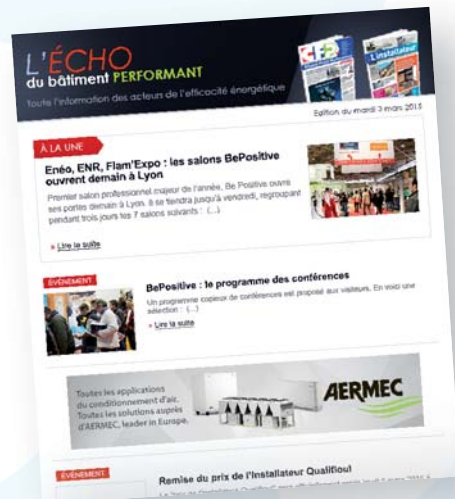 L'ÉCHO
du bâtiment PERFORMANT
Toute l'information des acteurs de l'efficacité énergétique
L'installateur
Edition du mardi 3 mars 2015
À LA UNE
Enéo, ENR, Flam'Expo : les salons BePositive
ouvrent demain à Lyon
Premier salon professionnel majeur de l'année, Be Positive ouvre
ses portes demain à Lyon. Il se tiendra jusqu'à vendredi, regroupant
pendant trois jours les 7 salons suivants : (...)
» Lire la suite
ÉVÉNEMENT
BePositive : le programme des conférences
Un programme copieux de conférences est proposé aux visiteurs. En voici une
sélection : (...)
» Lire la suite
Toutes les applications
du conditionnement d'air.
Toutes les solutions auprès
d'AERMEC, leader in Europe.
AERMEC
ÉVÉNEMENT
Remise du prix de l'Installateur Qualifioul